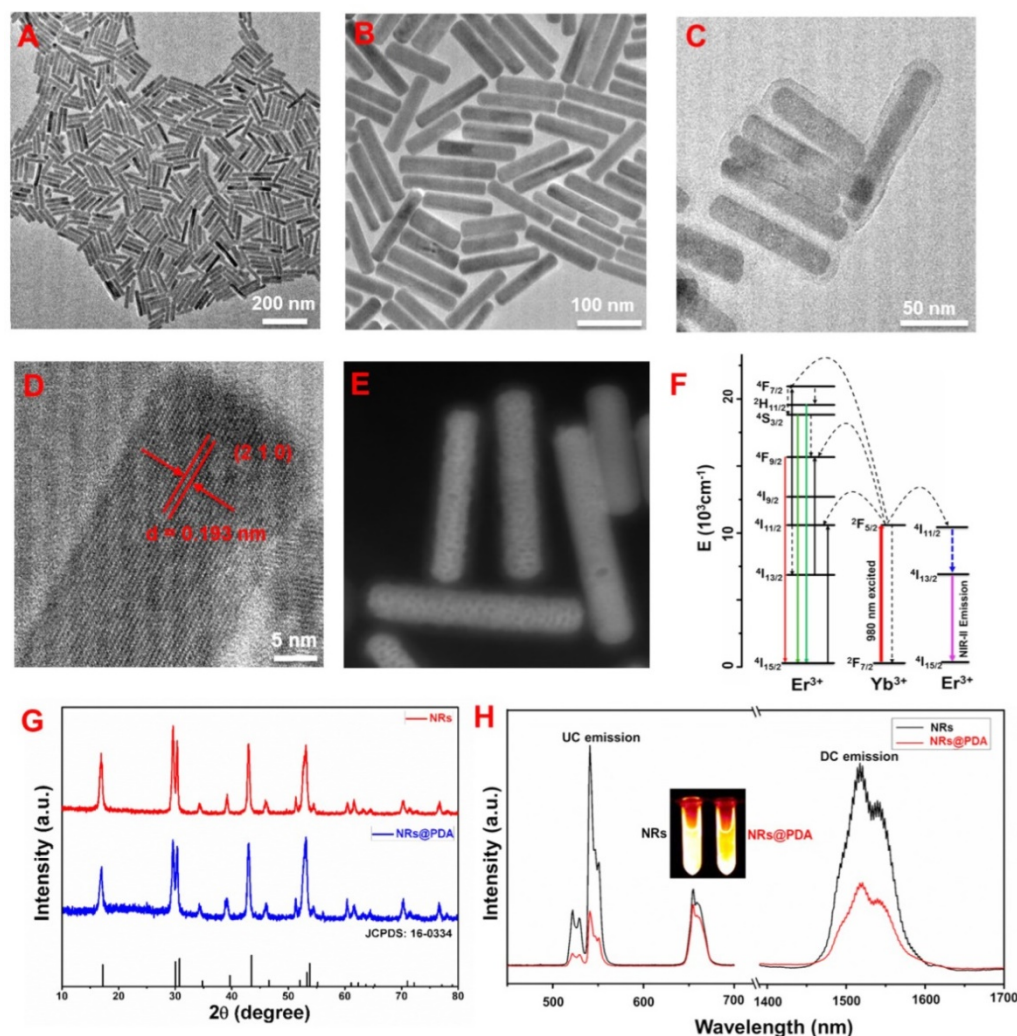 A
200 nm
B
100 nm
C
50 nm
D
(2 1 0)
d = 0.193 nm
5 nm
E
F
E (10³cm⁻¹)
20
10
0
⁴F₇/₂
²H₁₁/₂
⁴S₃/₂
⁴F₉/₂
⁴I₉/₂
⁴I₁₁/₂
⁴I₁₃/₂
⁴I₁₅/₂
Er³⁺
²F₅/₂
980 nm excited
²F₇/₂
Yb³⁺
⁴I₁₁/₂
⁴I₁₃/₂
NIR-II Emission
⁴I₁₅/₂
Er³⁺
G
NRs
NRs@PDA
JCPDS: 16-0334
Intensity (a.u.)
10 20 30 40 50 60 70 80
2θ (degree)
H
NRs
NRs@PDA
UC emission
DC emission
NRs
NRs@PDA
Intensity (a.u.)
500 600 700 1400 1500 1600 1700
Wavelength (nm)